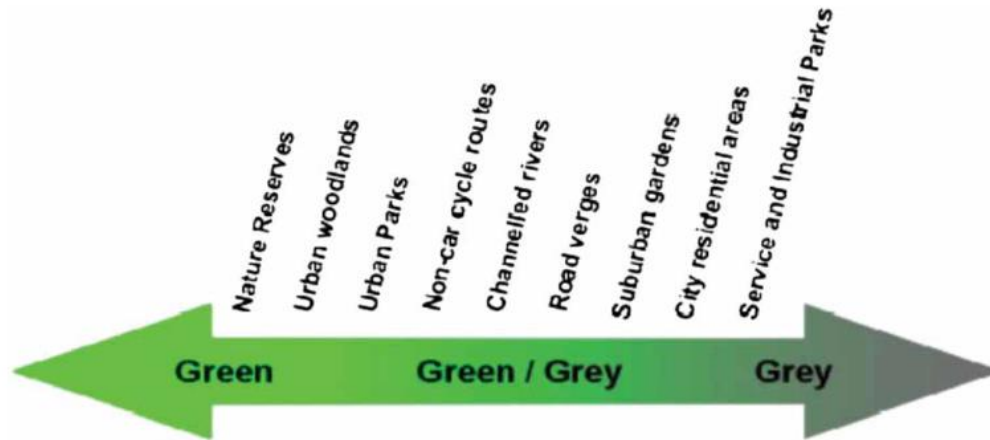 Nature Reserves
Urban woodlands
Urban Parks
Non-car cycle routes
Channelled rivers
Road verges
Suburban gardens
City residential areas
Service and Industrial Parks
Green
Green / Grey
Grey